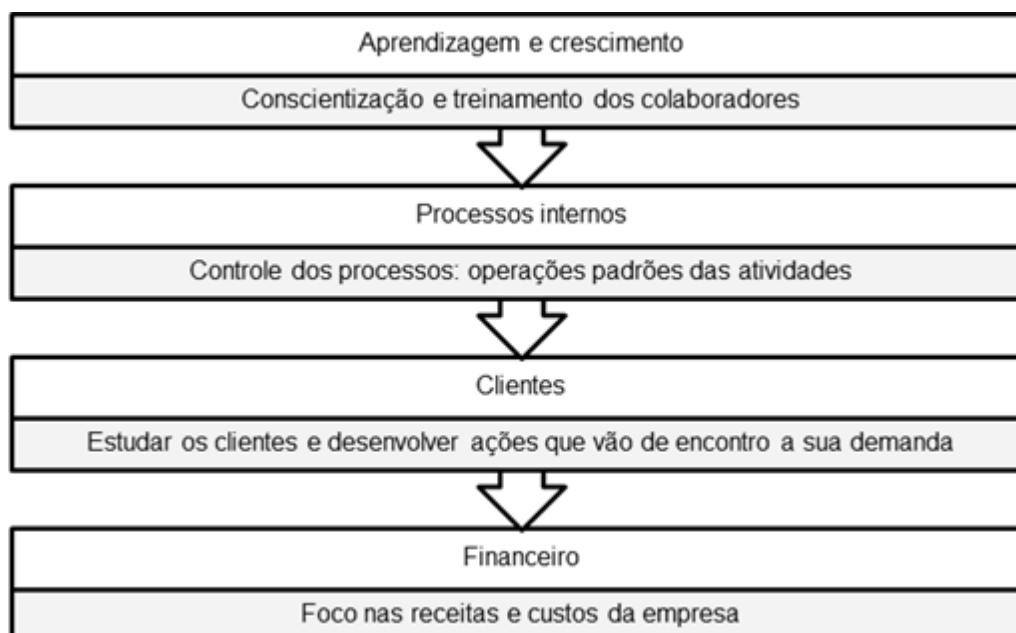 Aprendizagem e crescimento
Conscientização e treinamento dos colaboradores
Processos internos
Controle dos processos: operações padrões das atividades
Clientes
Estudar os clientes e desenvolver ações que vão de encontro a sua demanda
Financeiro
Foco nas receitas e custos da empresa